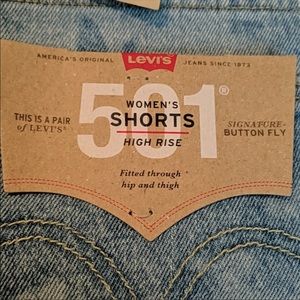 AMERICA'S ORIGINAL
Levi's
JEANS SINCE 1873
501®
WOMEN'S
SHORTS
HIGH RISE
THIS IS A PAIR
of LEVI'S®
SIGNATURE
BUTTON FLY
Fitted through
hip and thigh